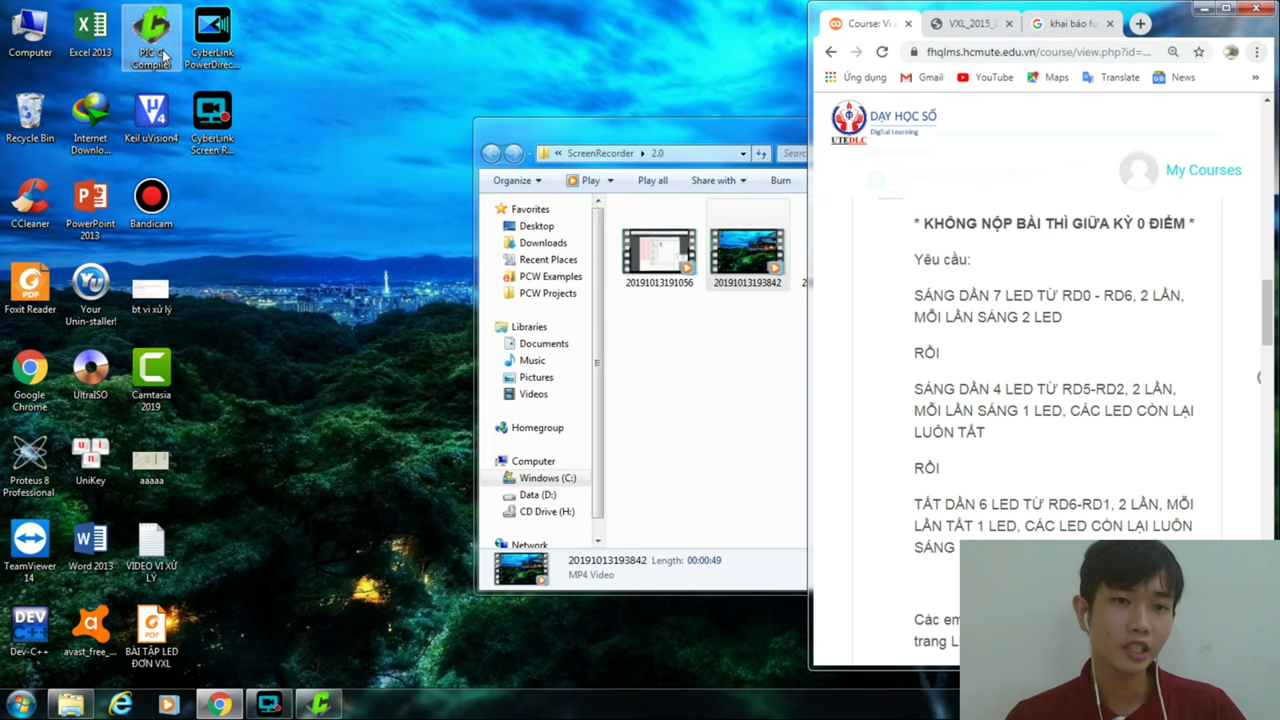 Computer
Excel 2013
PIC C
Compiler
CyberLink
PowerDirec...
Recycle Bin
Internet
Downlo...
Keil uVision4
CyberLink
Screen R...
CCleaner
PowerPoint
2013
Bandicam
Foxit Reader
Your
Unin-staller!
bt vi xử lý
Google
Chrome
UltraISO
Camtasia
2019
Proteus 8
Professional
UniKey
aaaaa
TeamViewer
14
Word 2013
VIDEO VI XỬ
LÝ
Dev-C++
avast_free_...
BÀI TẬP LED
ĐƠN VXL
ScreenRecorder
2.0
Searc
Organize
Play
Play all
Share with
Burn
Favorites
Desktop
Downloads
Recent Places
PCW Examples
PCW Projects
Libraries
Documents
Music
Pictures
Videos
Homegroup
Computer
Windows (C:)
Data (D:)
CD Drive (H:)
Network
20191013191056
20191013193842
20191013193842 Length: 00:00:49
MP4 Video
Course: Vi x
VXL_2015_
khai báo fu
fhqlms.hcmute.edu.vn/course/view.php?id=...
Ứng dụng
Gmail
YouTube
Maps
Translate
News
»
UTEDLC
DẠY HỌC SỐ
Digital Learning
My Courses
* KHÔNG NỘP BÀI THÌ GIỮA KỲ 0 ĐIỂM *
Yêu cầu:
SÁNG DẦN 7 LED TỪ RD0 - RD6, 2 LẦN,
MỖI LẦN SÁNG 2 LED
RỒI
SÁNG DẦN 4 LED TỪ RD5-RD2, 2 LẦN,
MỖI LẦN SÁNG 1 LED, CÁC LED CÒN LẠI
LUÔN TẮT
RỒI
TẮT DẦN 6 LED TỪ RD6-RD1, 2 LẦN, MỖI
LẦN TẮT 1 LED, CÁC LED CÒN LẠI LUÔN
SÁNG
Các em
trang L